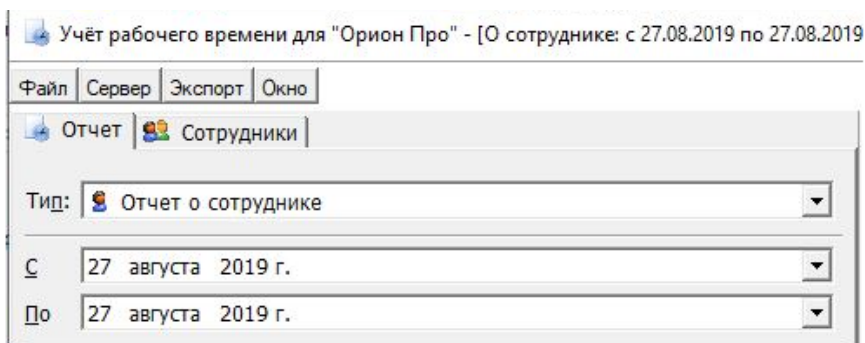 Учёт рабочего времени для "Орион Про" - [О сотруднике: с 27.08.2019 по 27.08.2019
Файл Сервер Экспорт Окно
Отчет Сотрудники
Тип: Отчет о сотруднике
С 27 августа 2019 г.
По 27 августа 2019 г.